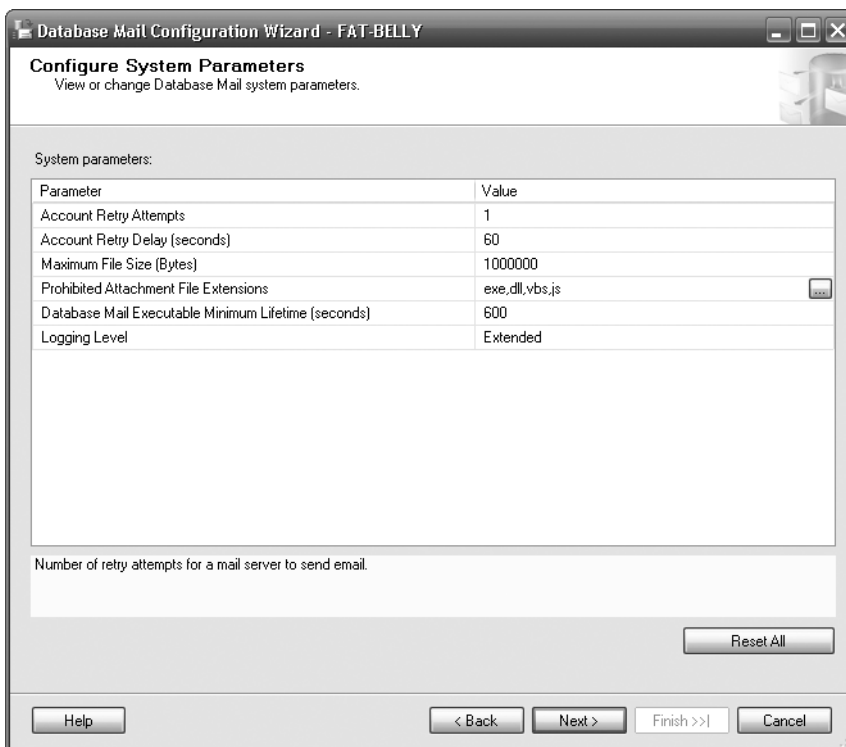 Database Mail Configuration Wizard - FAT-BELLY
Configure System Parameters
View or change Database Mail system parameters.
System parameters:
Parameter Value
Account Retry Attempts 1
Account Retry Delay (seconds) 60
Maximum File Size (Bytes) 1000000
Prohibited Attachment File Extensions exe,dll,vbs,js ...
Database Mail Executable Minimum Lifetime (seconds) 600
Logging Level Extended
Number of retry attempts for a mail server to send email.
Reset All
Help < Back Next > Finish >>| Cancel